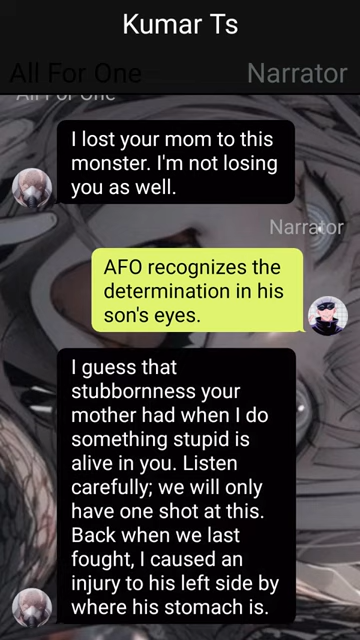 Kumar Ts
All For One
Narrator
All For One
I lost your mom to this
monster. I'm not losing
you as well.
Narrator
AFO recognizes the
determination in his
son's eyes.
I guess that
stubbornness your
mother had when I do
something stupid is
alive in you. Listen
carefully; we will only
have one shot at this.
Back when we last
fought, I caused an
injury to his left side by
where his stomach is.